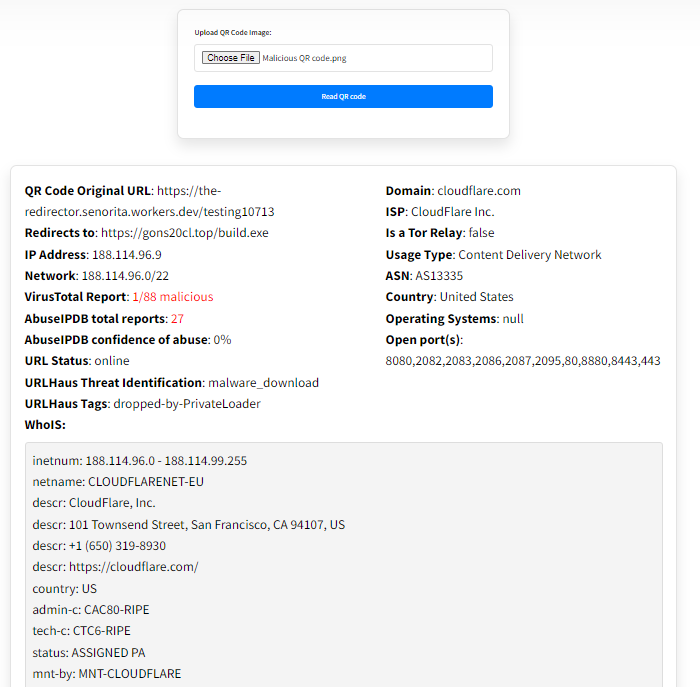 Upload QR Code Image:
Choose File Malicious QR code.png
Read QR code
QR Code Original URL: https://the-
redirector.senorita.workers.dev/testing10713
Redirects to: https://gons20cl.top/build.exe
IP Address: 188.114.96.9
Network: 188.114.96.0/22
VirusTotal Report: 1/88 malicious
AbuseIPDB total reports: 27
AbuseIPDB confidence of abuse: 0%
URL Status: online
URLHaus Threat Identification: malware_download
URLHaus Tags: dropped-by-PrivateLoader
WhoIS:
Domain: cloudflare.com
ISP: CloudFlare Inc.
Is a Tor Relay: false
Usage Type: Content Delivery Network
ASN: AS13335
Country: United States
Operating Systems: null
Open port(s):
8080,2082,2083,2086,2087,2095,80,8880,8443,443
inetnum: 188.114.96.0 - 188.114.99.255
netname: CLOUDFLARENET-EU
descr: CloudFlare, Inc.
descr: 101 Townsend Street, San Francisco, CA 94107, US
descr: +1 (650) 319-8930
descr: https://cloudflare.com/
country: US
admin-c: CAC80-RIPE
tech-c: CTC6-RIPE
status: ASSIGNED PA
mnt-by: MNT-CLOUDFLARE